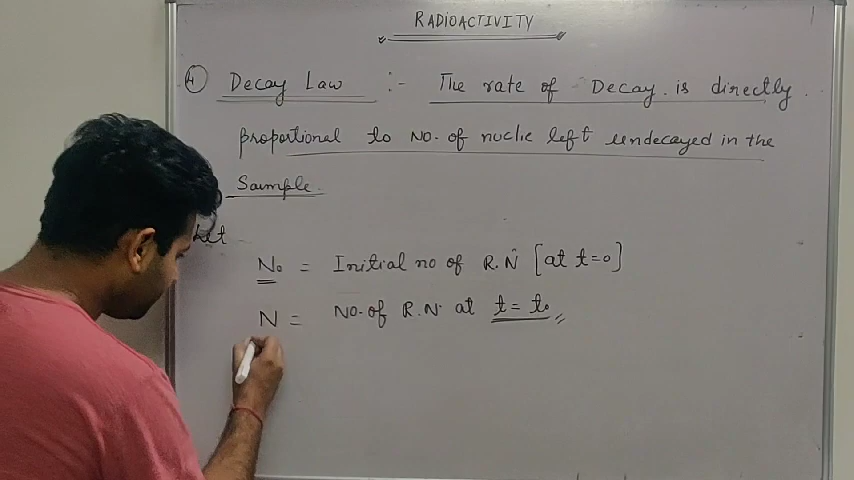 RADIOACTIVITY
4 Decay Law :- The rate of Decay is directly
proportional to No. of nuclie left undecayed in the
Sample.
Let
N₀ = Initial no of R.N [at t=0]
N = No. of R.N. at t = t₀